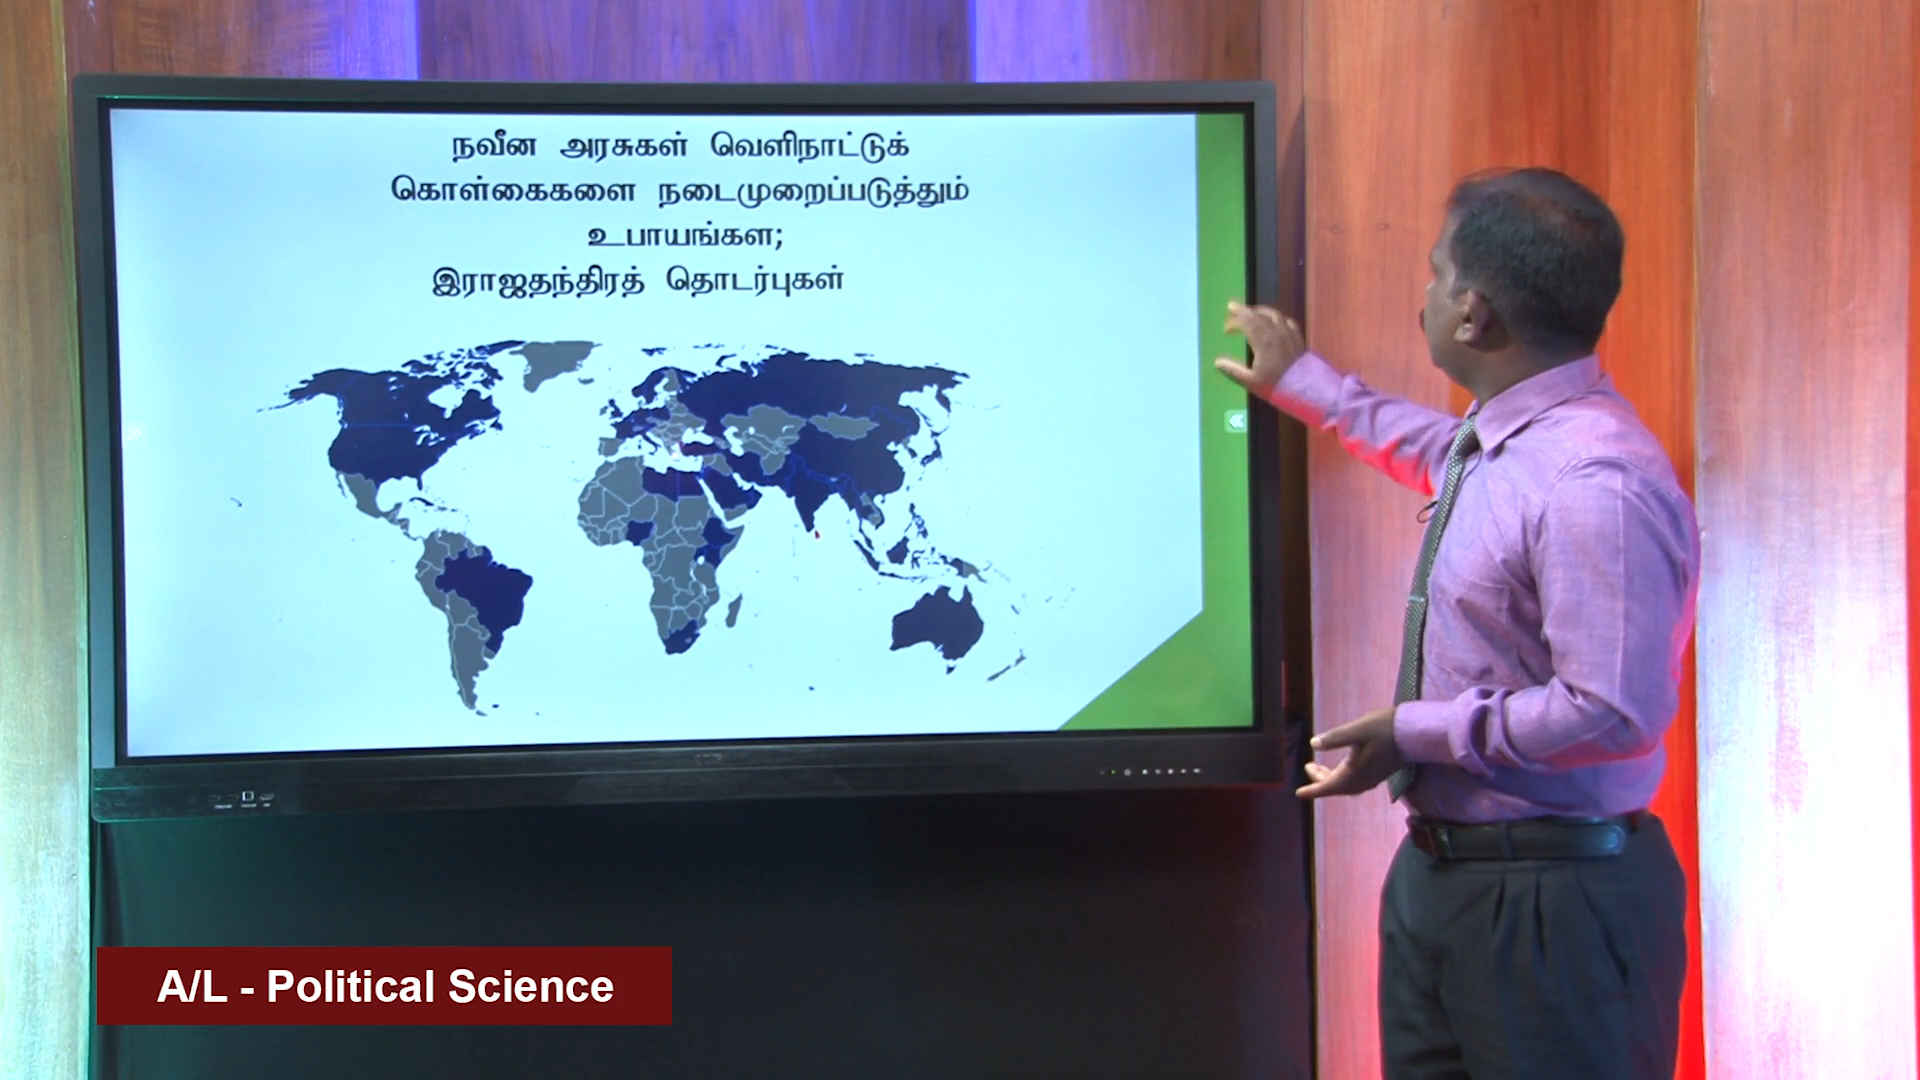 நவீன அரசுகள் வெளிநாட்டுக்
கொள்கைகளை நடைமுறைப்படுத்தும்
உபாயங்கள;
இராஜதந்திரத் தொடர்புகள்
A/L - Political Science